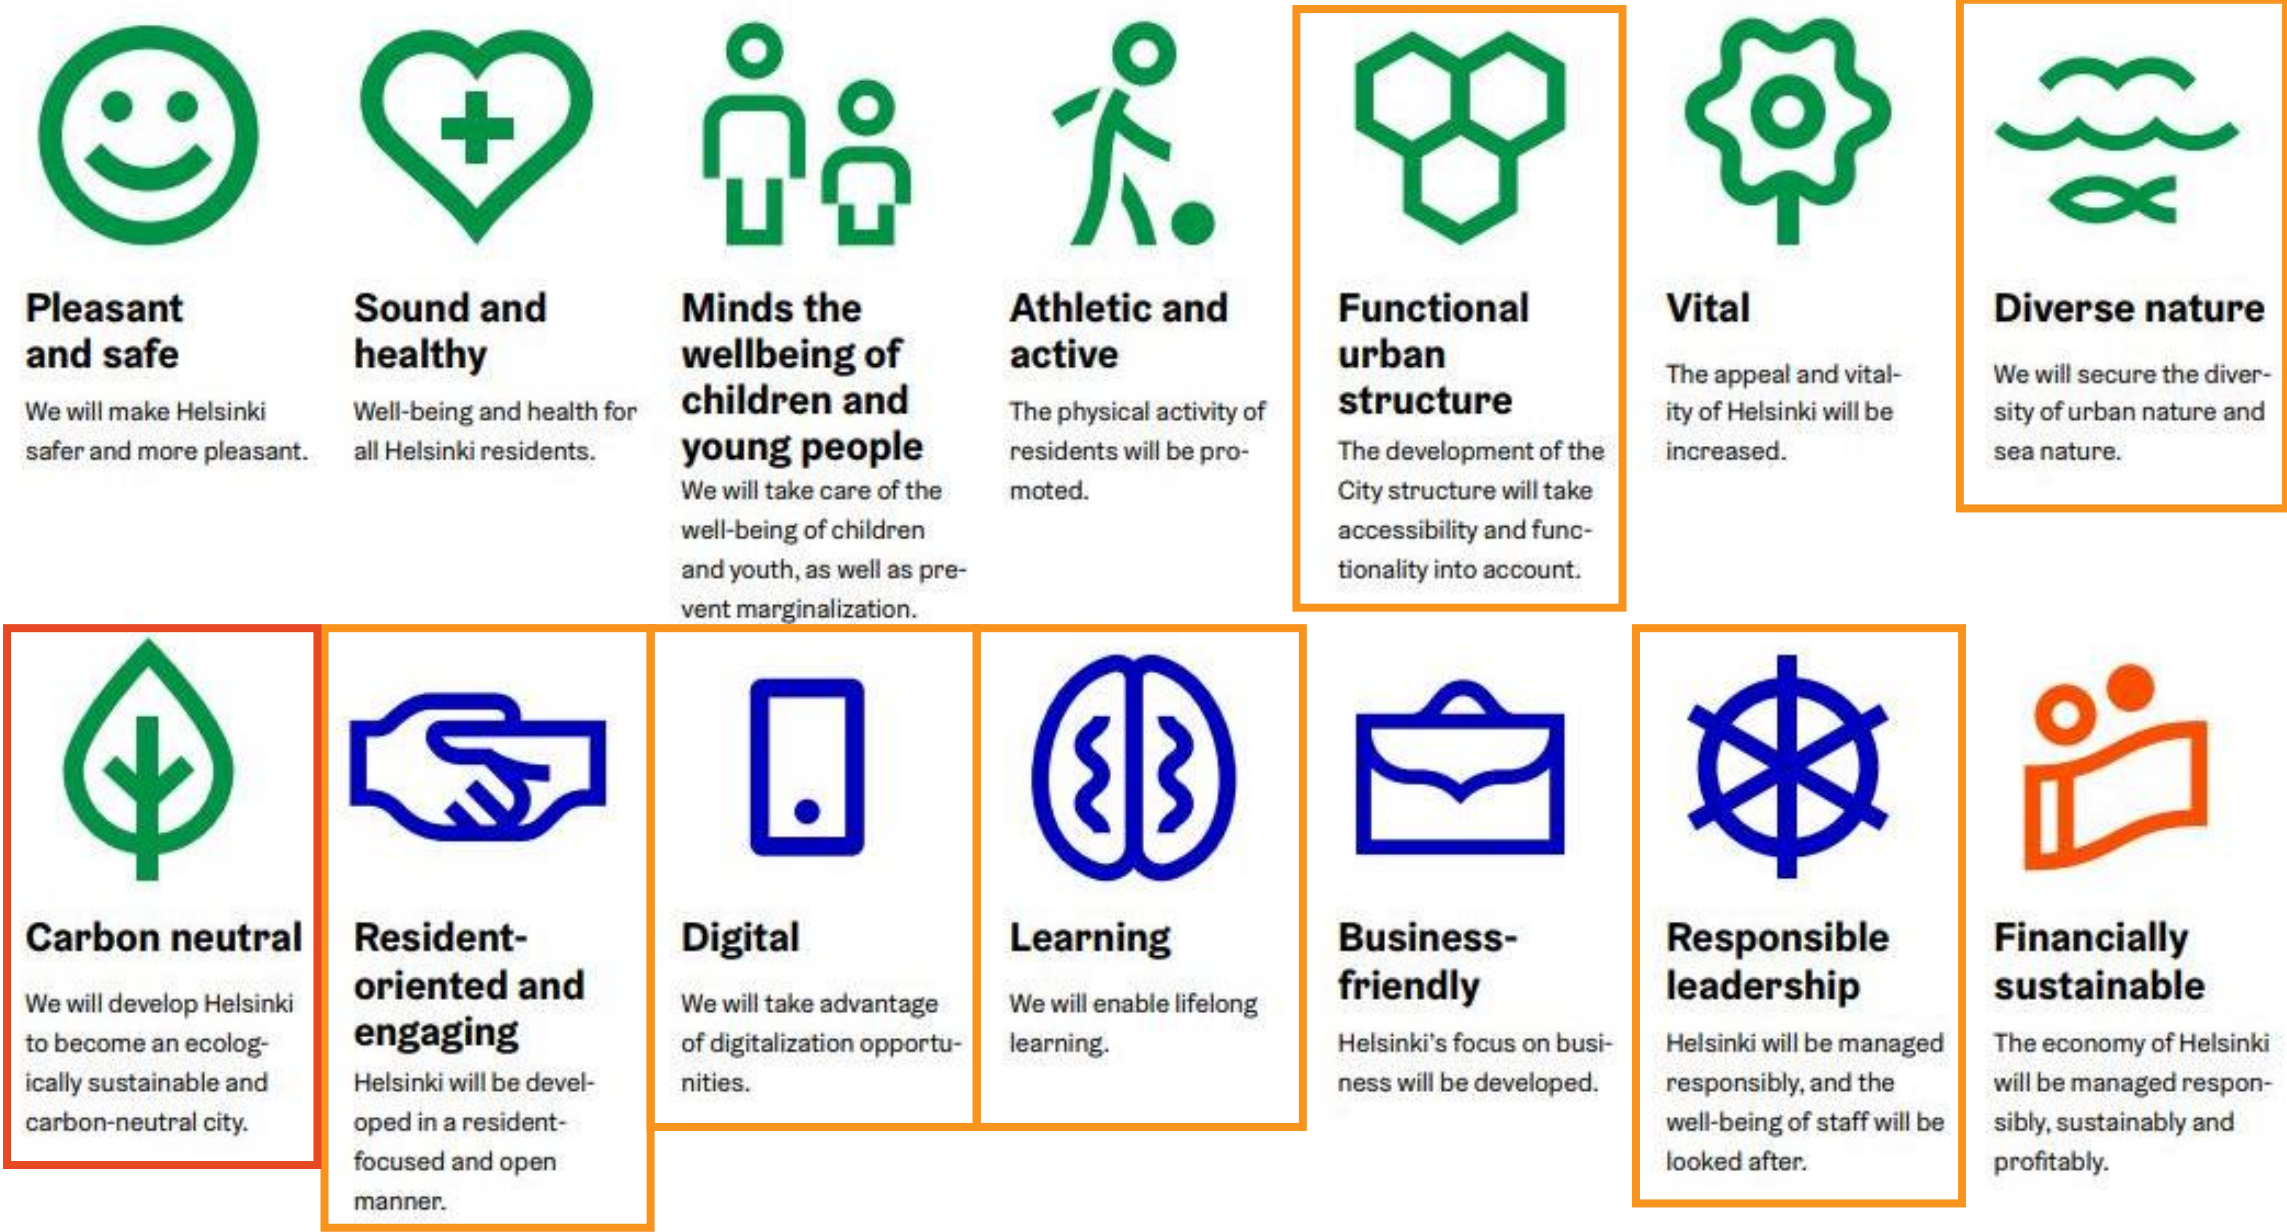 Pleasant
and safe
We will make Helsinki
safer and more pleasant.
Sound and
healthy
Well-being and health for
all Helsinki residents.
Minds the
wellbeing of
children and
young people
We will take care of the
well-being of children
and youth, as well as pre-
vent marginalization.
Athletic and
active
The physical activity of
residents will be pro-
moted.
Functional
urban
structure
The development of the
City structure will take
accessibility and func-
tionality into account.
Vital
The appeal and vital-
ity of Helsinki will be
increased.
Diverse nature
We will secure the diver-
sity of urban nature and
sea nature.
Carbon neutral
We will develop Helsinki
to become an ecolog-
ically sustainable and
carbon-neutral city.
Resident-
oriented and
engaging
Helsinki will be devel-
oped in a resident-
focused and open
manner.
Digital
We will take advantage
of digitalization opportu-
nities.
Learning
We will enable lifelong
learning.
Business-
friendly
Helsinki's focus on busi-
ness will be developed.
Responsible
leadership
Helsinki will be managed
responsibly, and the
well-being of staff will be
looked after.
Financially
sustainable
The economy of Helsinki
will be managed respon-
sibly, sustainably and
profitably.